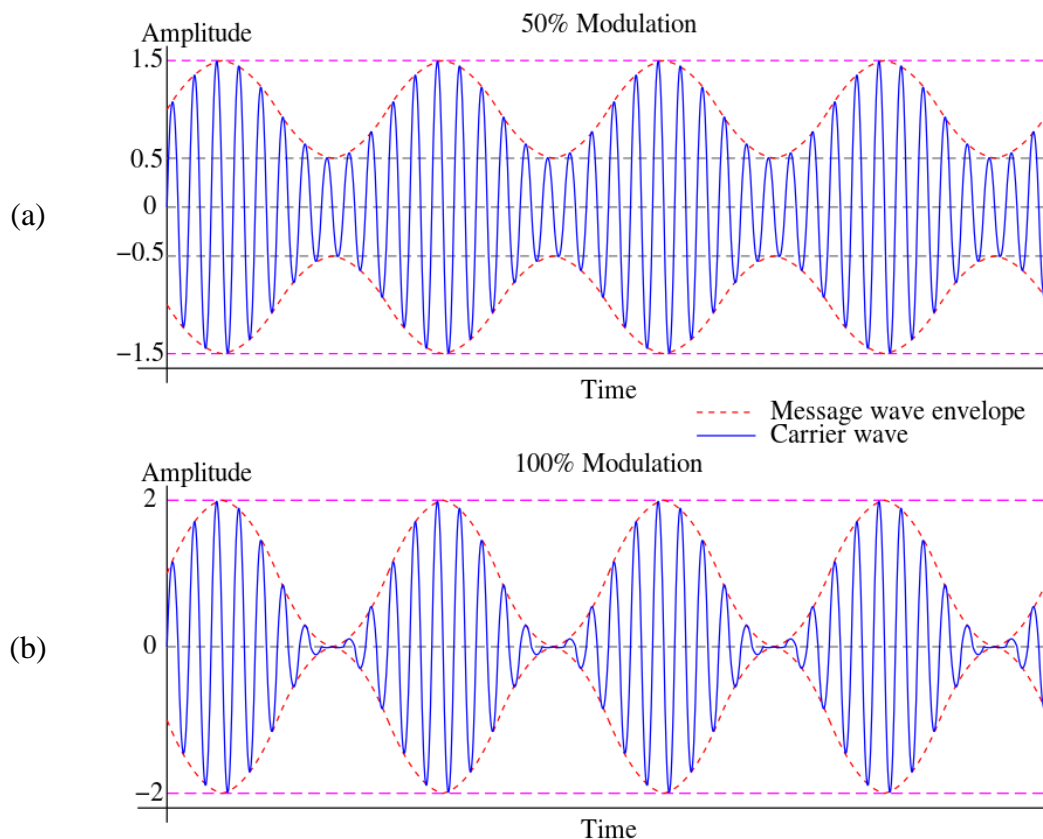 50% Modulation
Amplitude
1.5
0.5
(a)
0
−0.5
−1.5
Time
Message wave envelope
Carrier wave
100% Modulation
Amplitude
2
(b)
0
−2
Time